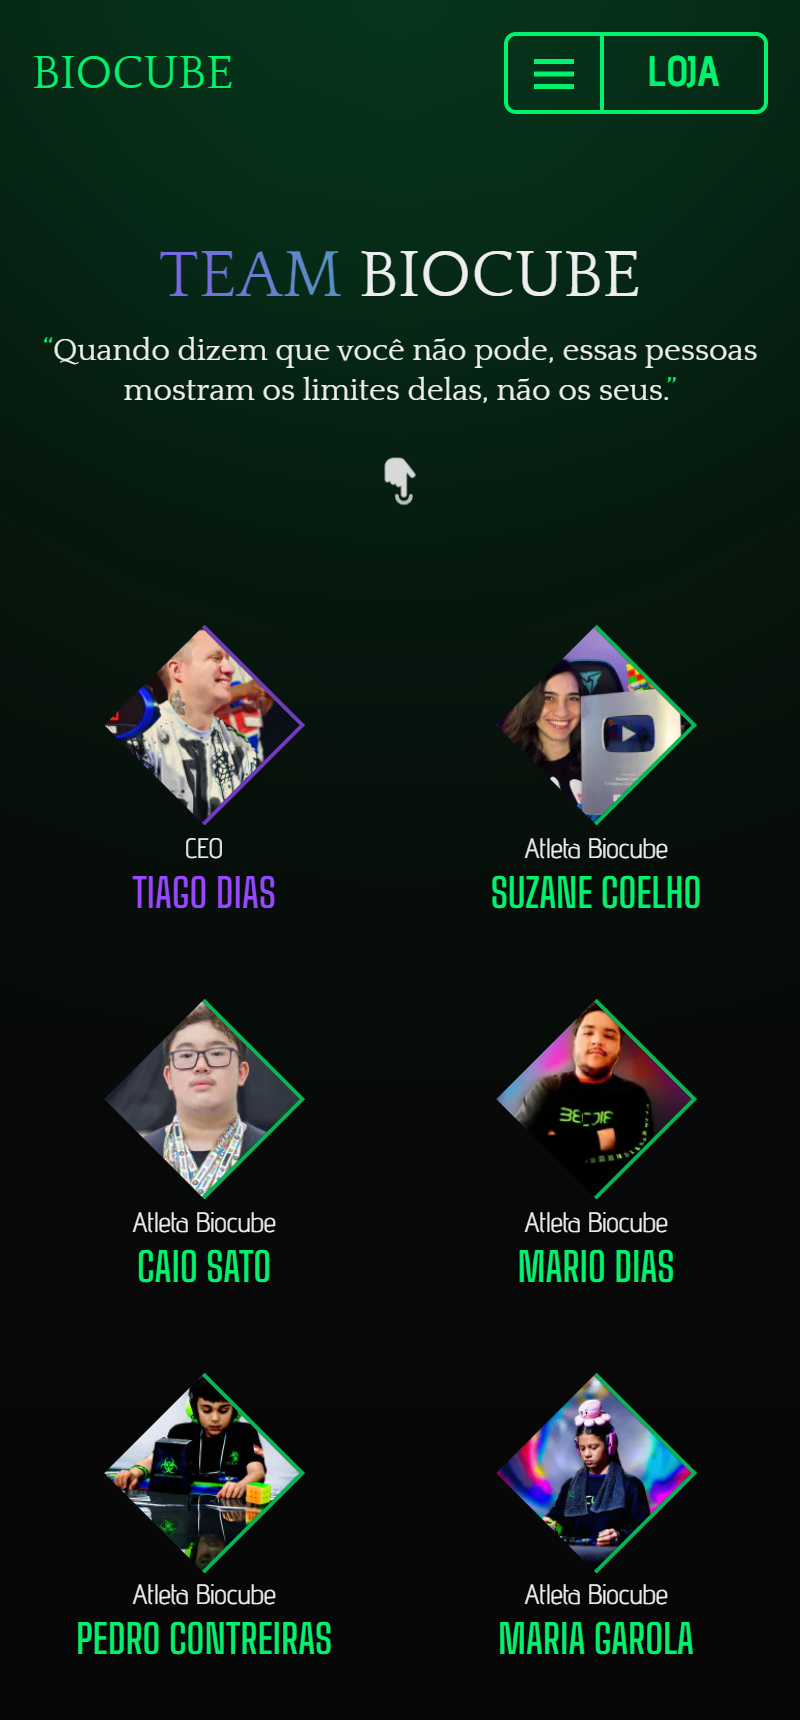 BIOCUBE
LOJA
TEAM BIOCUBE
“Quando dizem que você não pode, essas pessoas
mostram os limites delas, não os seus.”
CEO
TIAGO DIAS
Atleta Biocube
SUZANE COELHO
Atleta Biocube
CAIO SATO
Atleta Biocube
MARIO DIAS
Atleta Biocube
PEDRO CONTREIRAS
Atleta Biocube
MARIA GAROLA